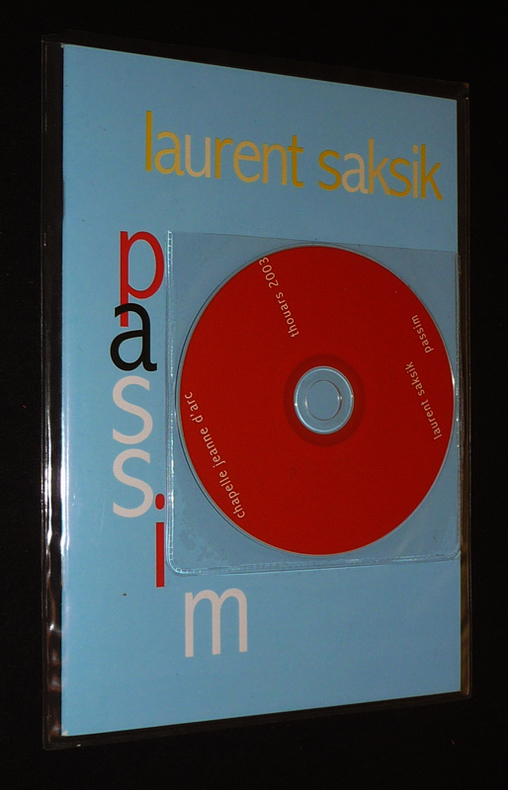 laurent saksik
passim
thouars 2003
laurent saksik
passim
chapelle jeanne d'arc